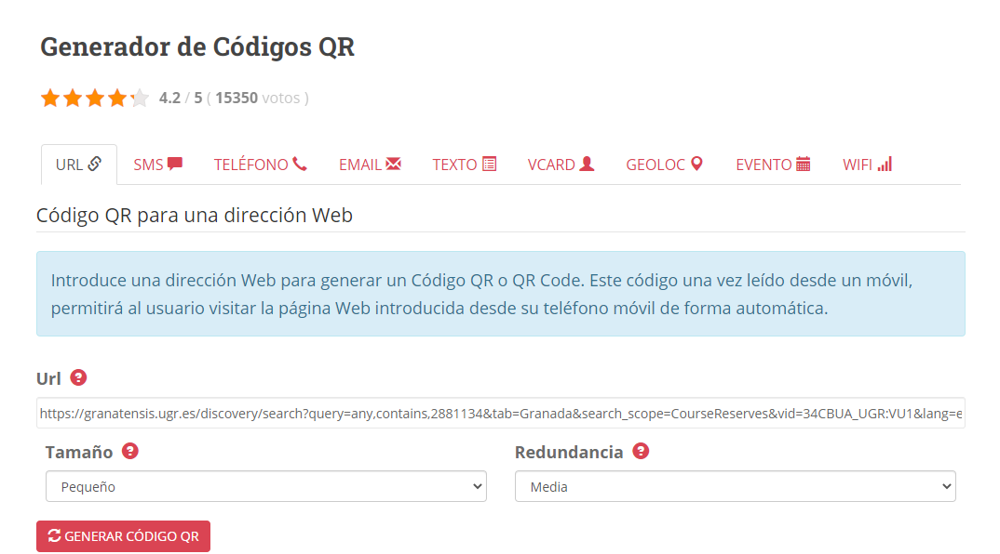 Generador de Códigos QR
4.2 / 5 ( 15350 votos )
URL SMS TELÉFONO EMAIL TEXTO VCARD GEOLOC EVENTO WIFI
Código QR para una dirección Web
Introduce una dirección Web para generar un Código QR o QR Code. Este código una vez leído desde un móvil,
permitirá al usuario visitar la página Web introducida desde su teléfono móvil de forma automática.
Url ?
https://granatensis.ugr.es/discovery/search?query=any,contains,2881134&tab=Granada&search_scope=CourseReserves&vid=34CBUA_UGR:VU1&lang=e
Tamaño ? Redundancia ?
Pequeño Media
GENERAR CÓDIGO QR